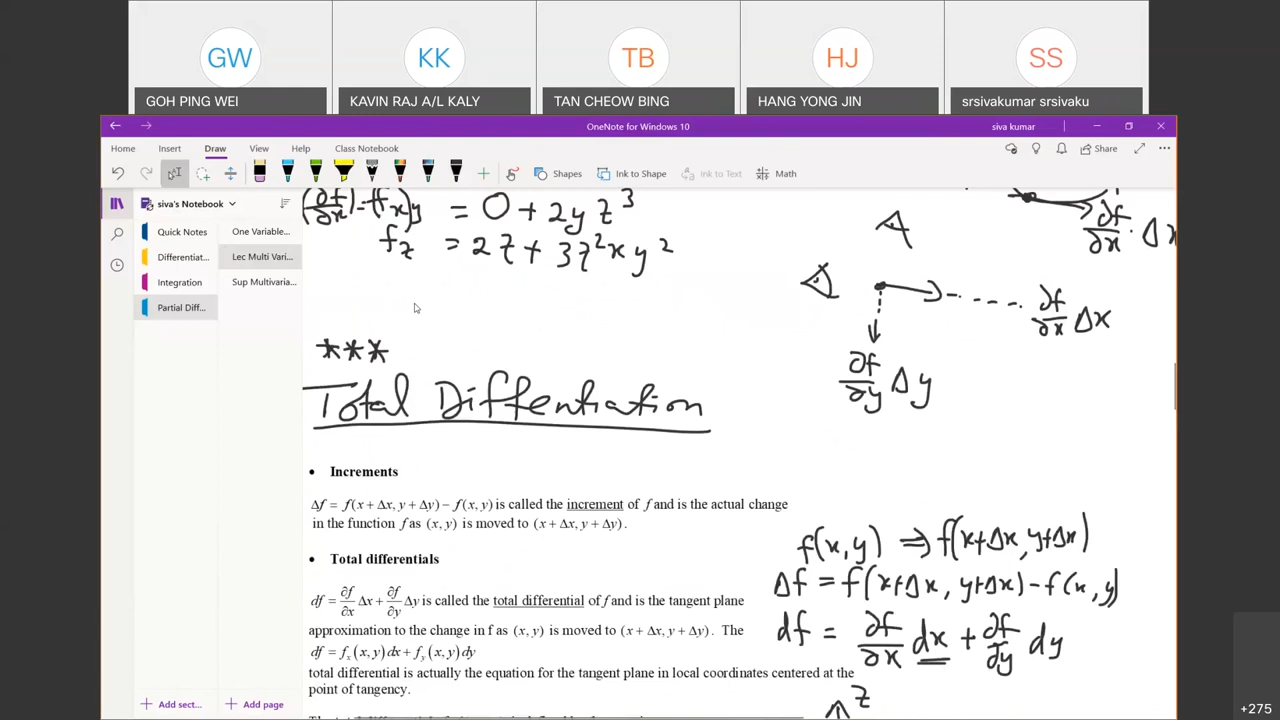 GW
KK
TB
HJ
SS
GOH PING WEI
KAVIN RAJ A/L KALY
TAN CHEOW BING
HANG YONG JIN
srsivakumar srsivaku
OneNote for Windows 10
siva kumar
Home Insert Draw View Help Class Notebook
Share
Shapes
Ink to Shape
Ink to Text
Math
siva's Notebook
Quick Notes
Differentiat...
Integration
Partial Diff...
One Variable...
Lec Multi Vari...
Sup Multivaria...
= 0 + 2yz³
f_z = 2z + 3z²xy²
∂f/∂x · Δx
∂f/∂x Δx
∂f/∂y Δy
***
Total Diffentiation
• Increments
Δf = f(x + Δx, y + Δy) − f(x, y) is called the increment of f and is the actual change
in the function f as (x, y) is moved to (x + Δx, y + Δy).
• Total differentials
df = ∂f/∂x Δx + ∂f/∂y Δy is called the total differential of f and is the tangent plane
approximation to the change in f as (x, y) is moved to (x + Δx, y + Δy). The
df = f_x(x, y)dx + f_y(x, y)dy
total differential is actually the equation for the tangent plane in local coordinates centered at the
point of tangency.
f(x,y) ⇒ f(x+Δx, y+Δx)
Δf = f(x+Δx, y+Δx) − f(x,y)
df = ∂f/∂x dx + ∂f/∂y dy
z
Add sect...
Add page
+275